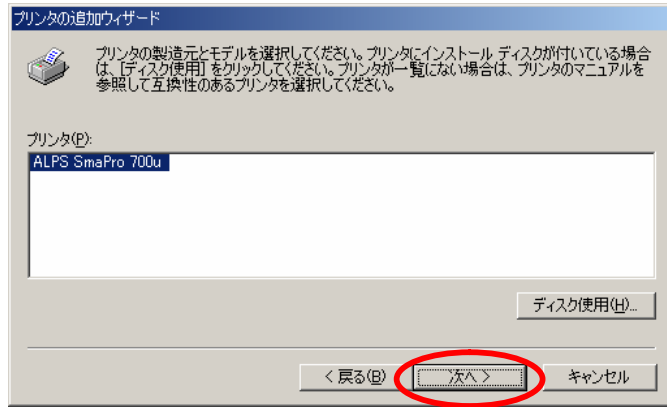 プリンタの追加ウィザード
プリンタの製造元とモデルを選択してください。プリンタにインストール ディスクが付いている場合
は、[ディスク使用] をクリックしてください。プリンタが一覧にない場合は、プリンタのマニュアルを
参照して互換性のあるプリンタを選択してください。
プリンタ(P):
ALPS SmaPro 700u
ディスク使用(H)...
< 戻る(B) 次へ > キャンセル